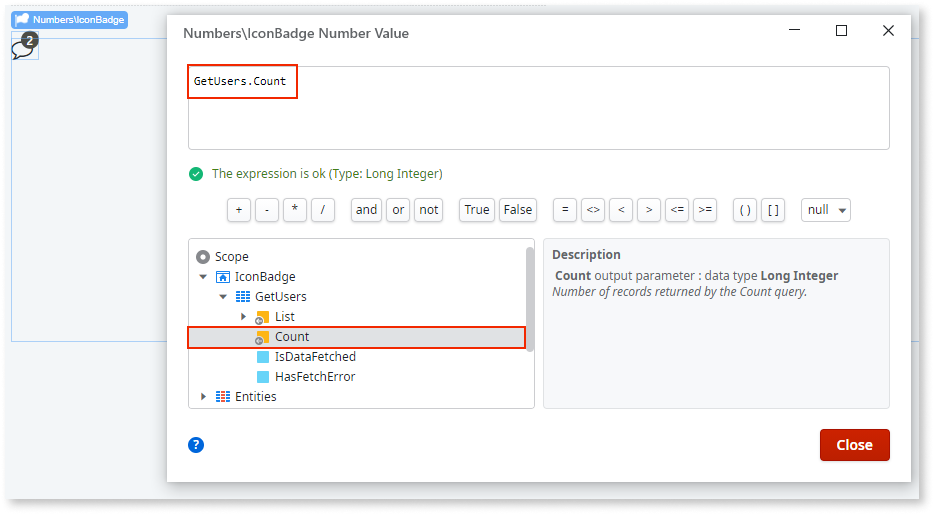 Numbers\IconBadge
2
Numbers\IconBadge Number Value
GetUsers.Count
The expression is ok (Type: Long Integer)
+ - * / and or not True False = <> < > <= >= ( ) [ ] null
Scope
IconBadge
GetUsers
List
Count
IsDataFetched
HasFetchError
Entities
Description
Count output parameter : data type Long Integer
Number of records returned by the Count query.
?
Close